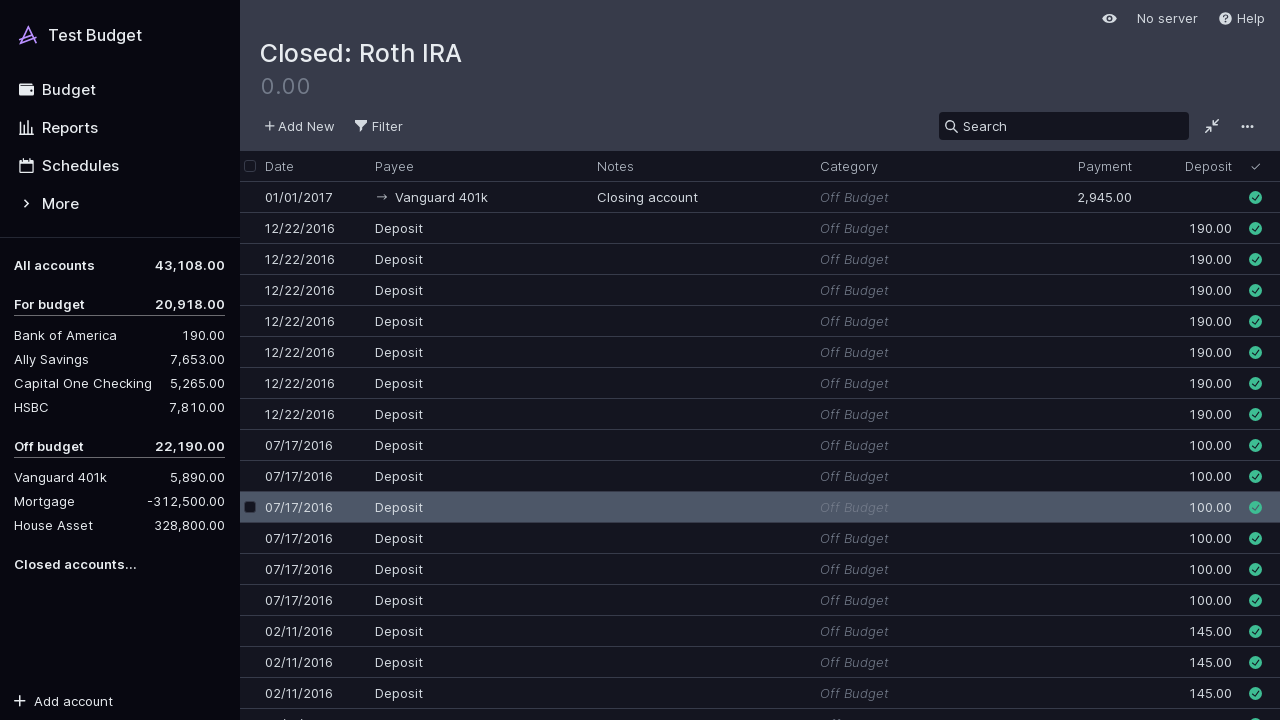 Test Budget
Budget
Reports
Schedules
More
All accounts 43,108.00
For budget 20,918.00
Bank of America 190.00
Ally Savings 7,653.00
Capital One Checking 5,265.00
HSBC 7,810.00
Off budget 22,190.00
Vanguard 401k 5,890.00
Mortgage -312,500.00
House Asset 328,800.00
Closed accounts...
Add account
No server Help
Closed: Roth IRA
0.00
Add New Filter Search
Date Payee Notes Category Payment Deposit
01/01/2017 → Vanguard 401k Closing account Off Budget 2,945.00
12/22/2016 Deposit Off Budget 190.00
12/22/2016 Deposit Off Budget 190.00
12/22/2016 Deposit Off Budget 190.00
12/22/2016 Deposit Off Budget 190.00
12/22/2016 Deposit Off Budget 190.00
12/22/2016 Deposit Off Budget 190.00
12/22/2016 Deposit Off Budget 190.00
07/17/2016 Deposit Off Budget 100.00
07/17/2016 Deposit Off Budget 100.00
07/17/2016 Deposit Off Budget 100.00
07/17/2016 Deposit Off Budget 100.00
07/17/2016 Deposit Off Budget 100.00
07/17/2016 Deposit Off Budget 100.00
02/11/2016 Deposit Off Budget 145.00
02/11/2016 Deposit Off Budget 145.00
02/11/2016 Deposit Off Budget 145.00